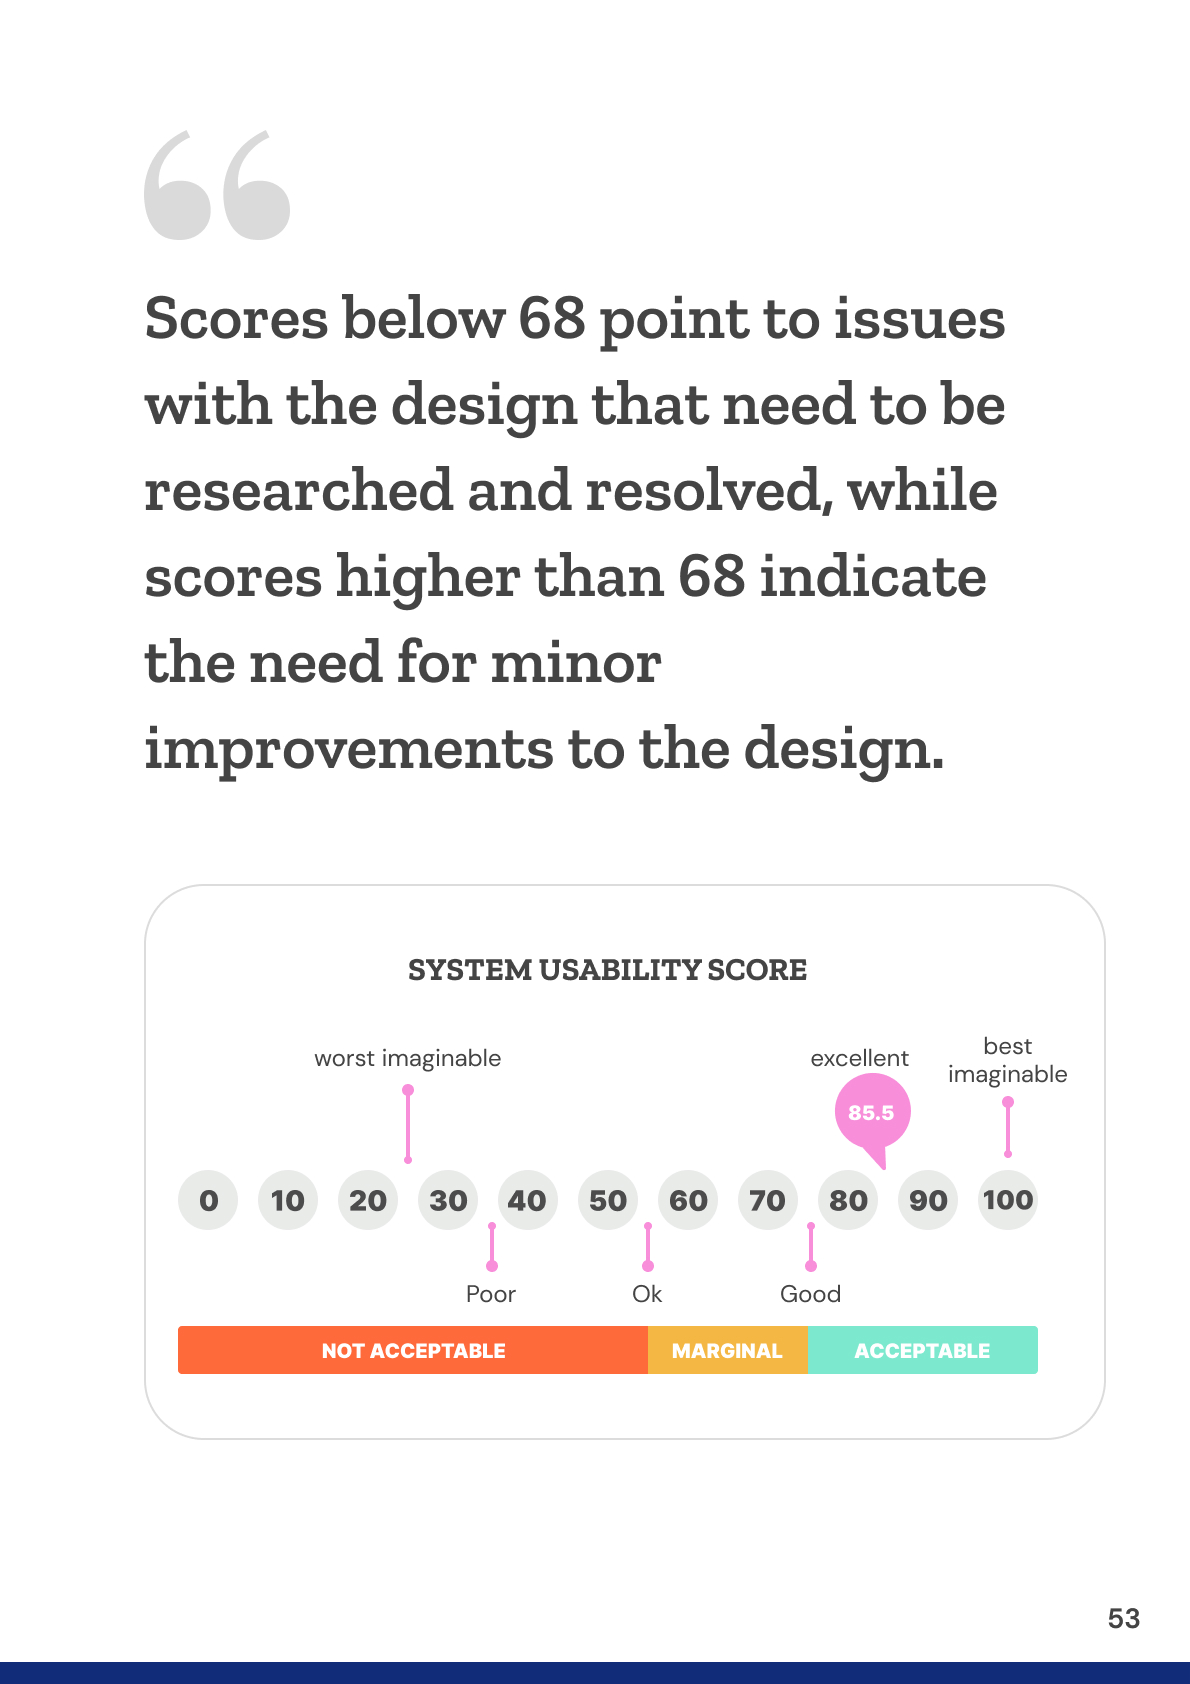 “
Scores below 68 point to issues
with the design that need to be
researched and resolved, while
scores higher than 68 indicate
the need for minor
improvements to the design.
SYSTEM USABILITY SCORE
worst imaginable
excellent
best
imaginable
85.5
0 10 20 30 40 50 60 70 80 90 100
Poor Ok Good
NOT ACCEPTABLE MARGINAL ACCEPTABLE
53